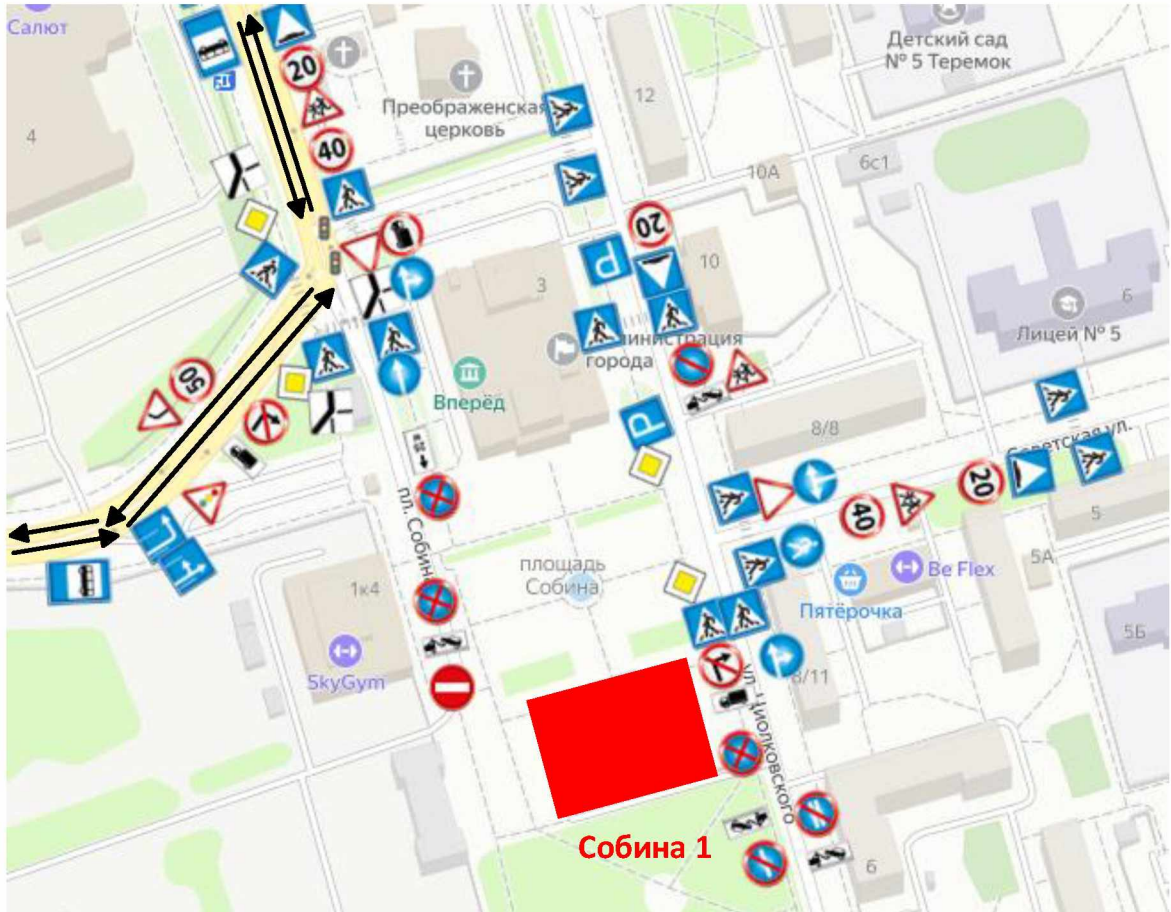 Салют
20
4
12
Детский сад
№ 5 Теремок
Преображенская
церковь
40
10А
6с1
20
P
3
10
6
Лицей № 5
администрация
города
50
Вперёд
P
8/8
Советская ул.
20
40
5
пл. Собина
площадь
Собина
Be Flex
5А
Пятёрочка
1к4
5Б
SkyGym
8/11
ул. Циолковского
Собина 1
6